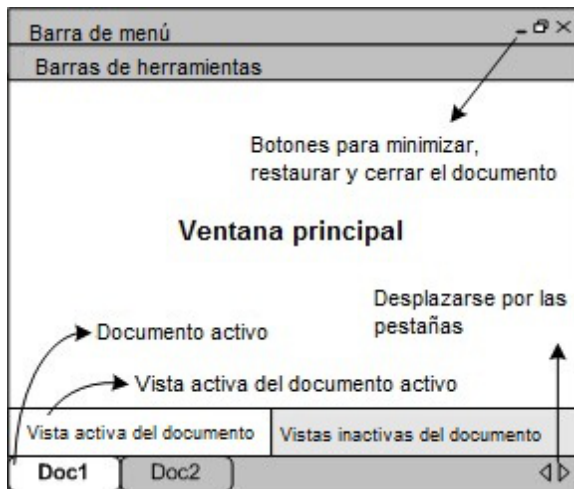 Barra de menú
Barras de herramientas
Botones para minimizar,
restaurar y cerrar el documento
Ventana principal
Desplazarse por las
pestañas
Documento activo
Vista activa del documento activo
Vista activa del documento
Vistas inactivas del documento
Doc1
Doc2